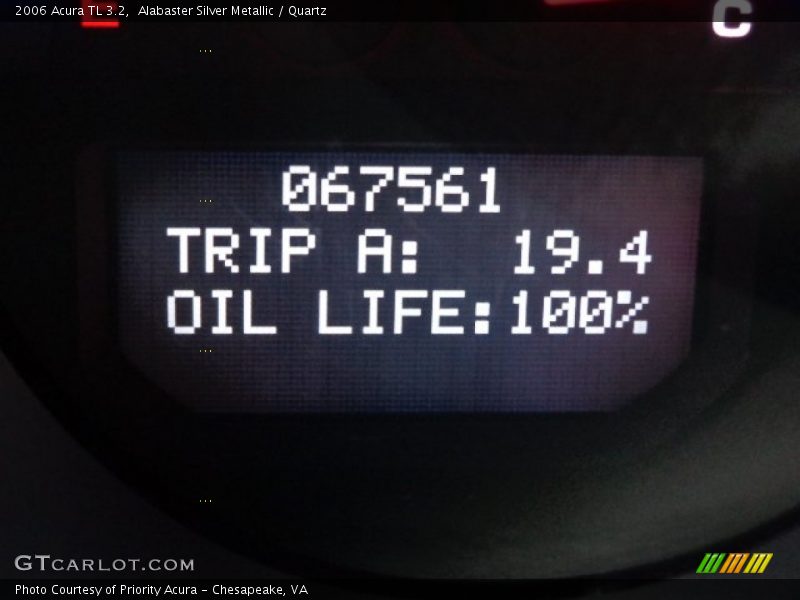 2006 Acura TL 3.2,  Alabaster Silver Metallic / Quartz
E
C
067561
TRIP A: 19.4
OIL LIFE:100%
GTCARLOT.COM
Photo Courtesy of Priority Acura - Chesapeake, VA